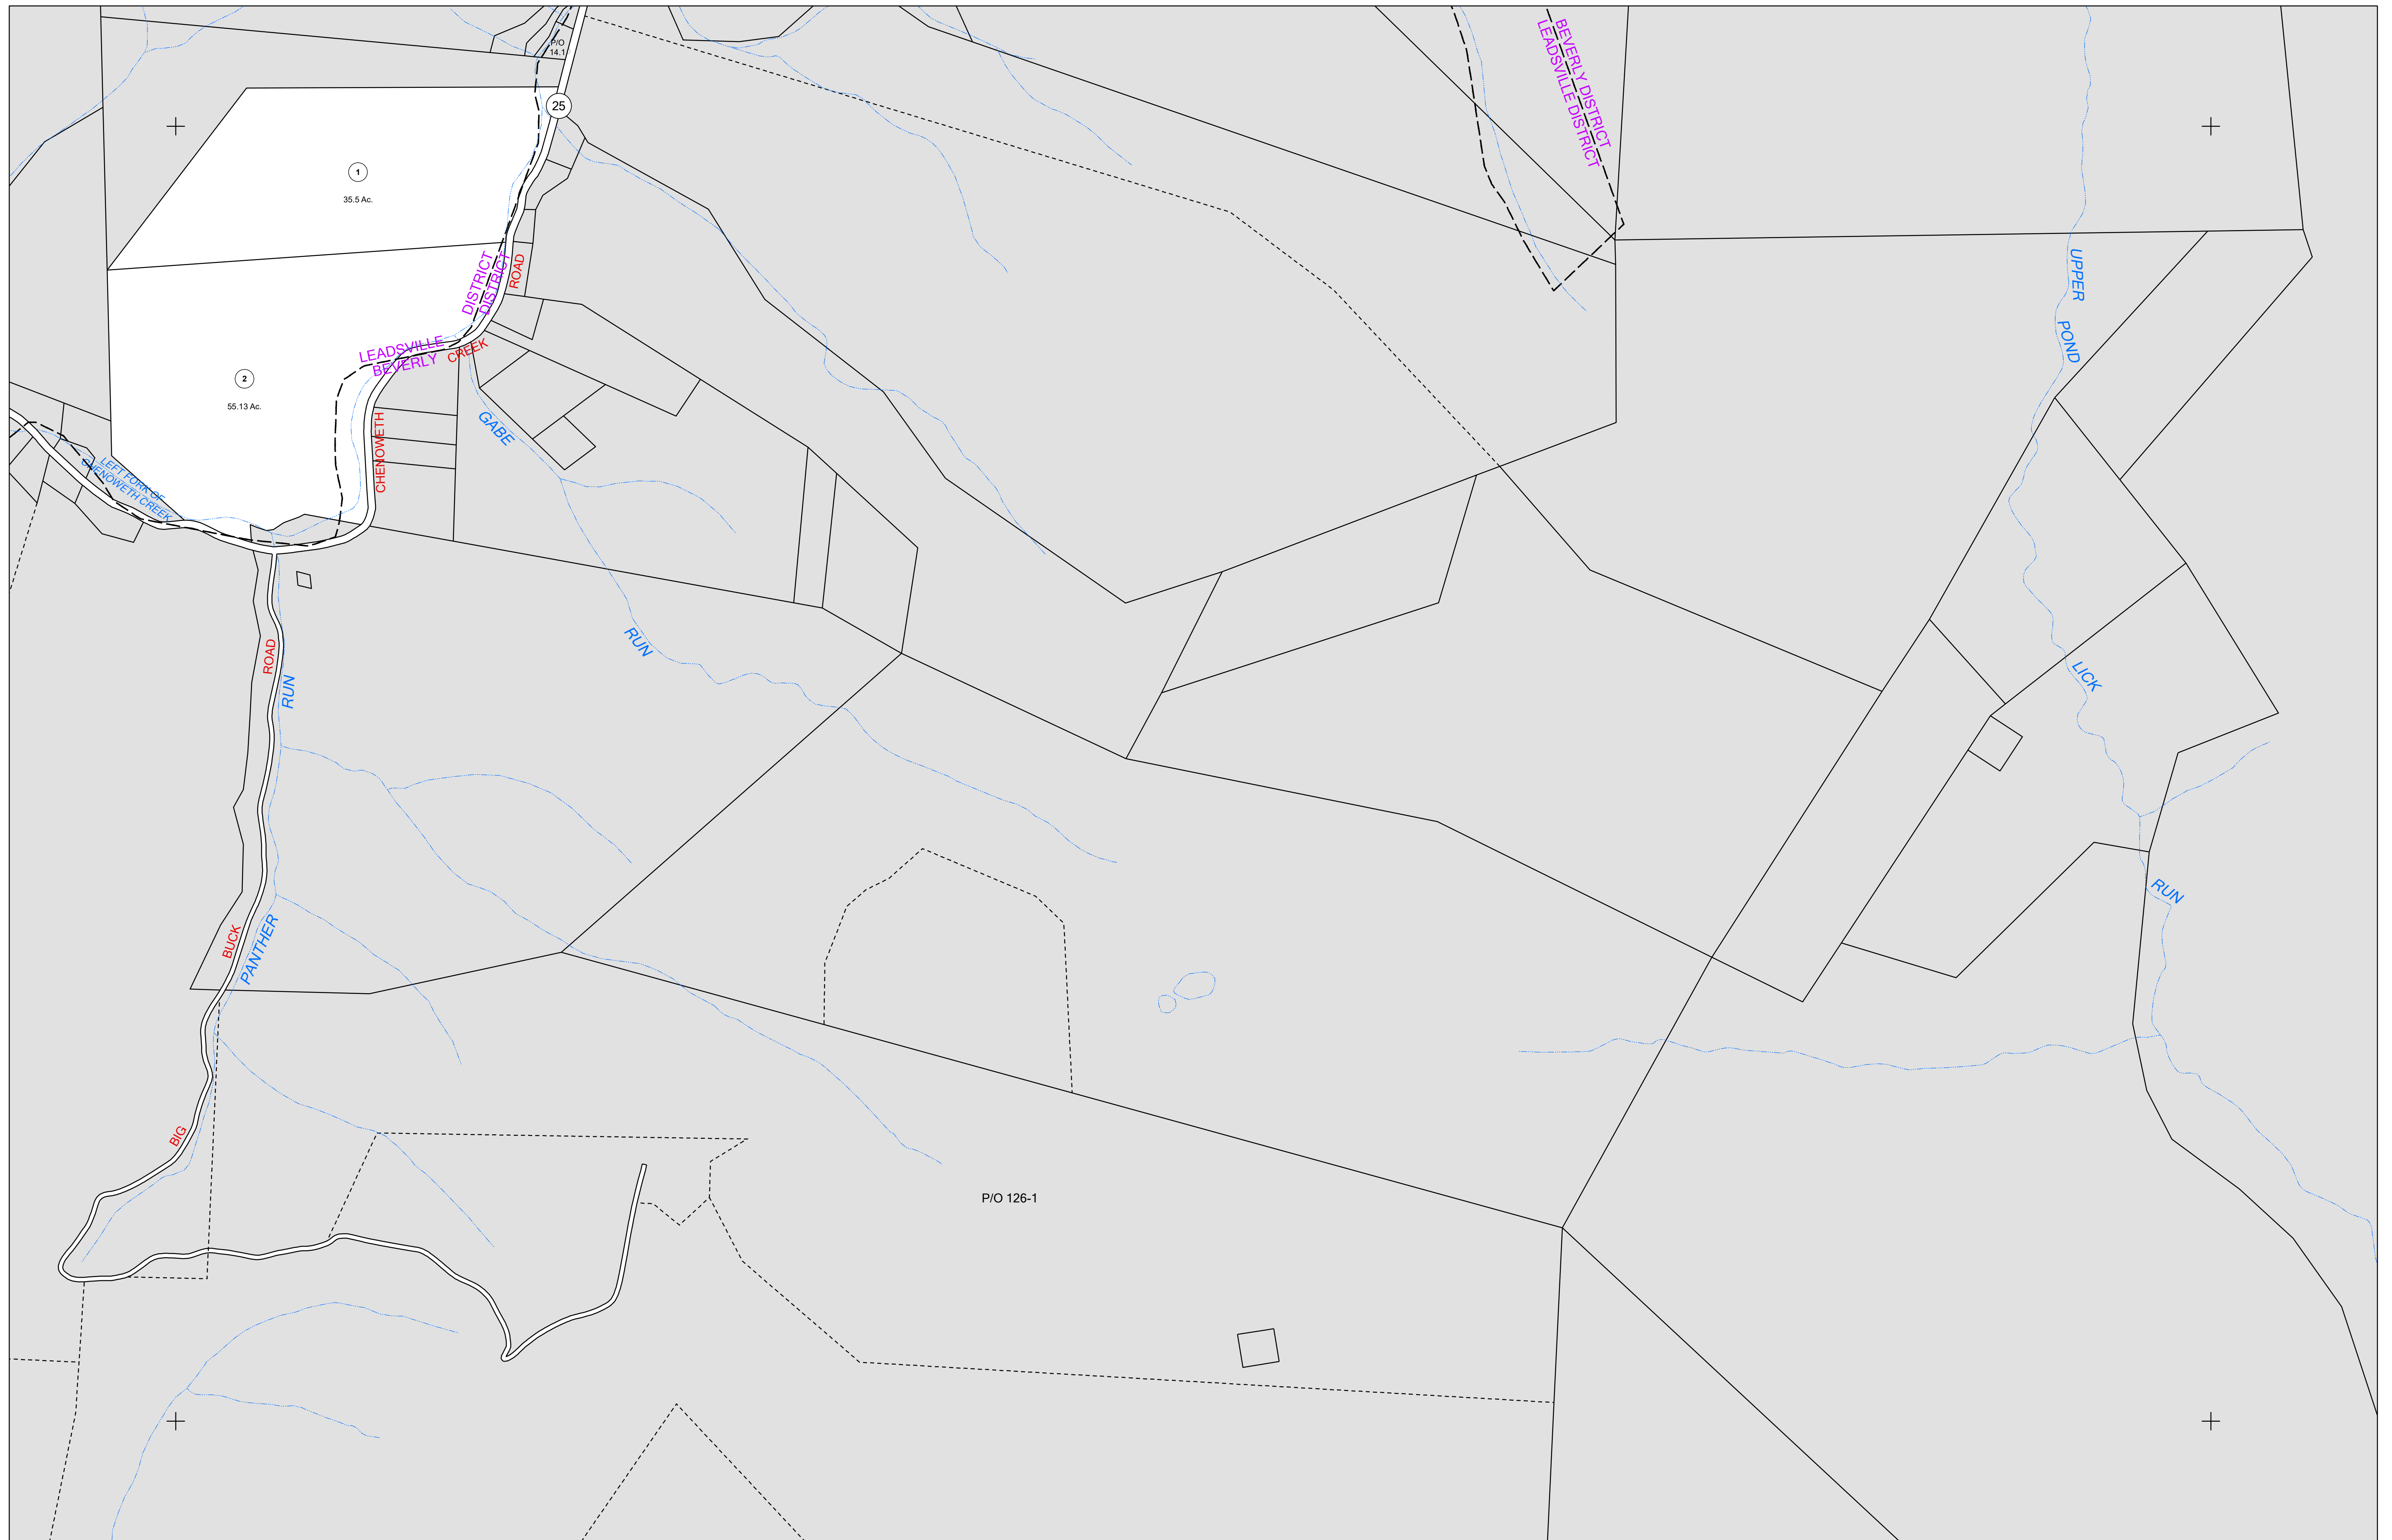 P/O
14.1
25
BEVERLY DISTRICT
LEADSVILLE DISTRICT
1
35.5 Ac.
DISTRICT
DISTRICT
ROAD
UPPER
POND
LEADSVILLE
BEVERLY
CREEK
2
55.13 Ac.
CHENOWETH
GABE
LEFT FORK OF
CHENOWETH CREEK
RUN
ROAD
RUN
LICK
RUN
BUCK
PANTHER
BIG
P/O 126-1